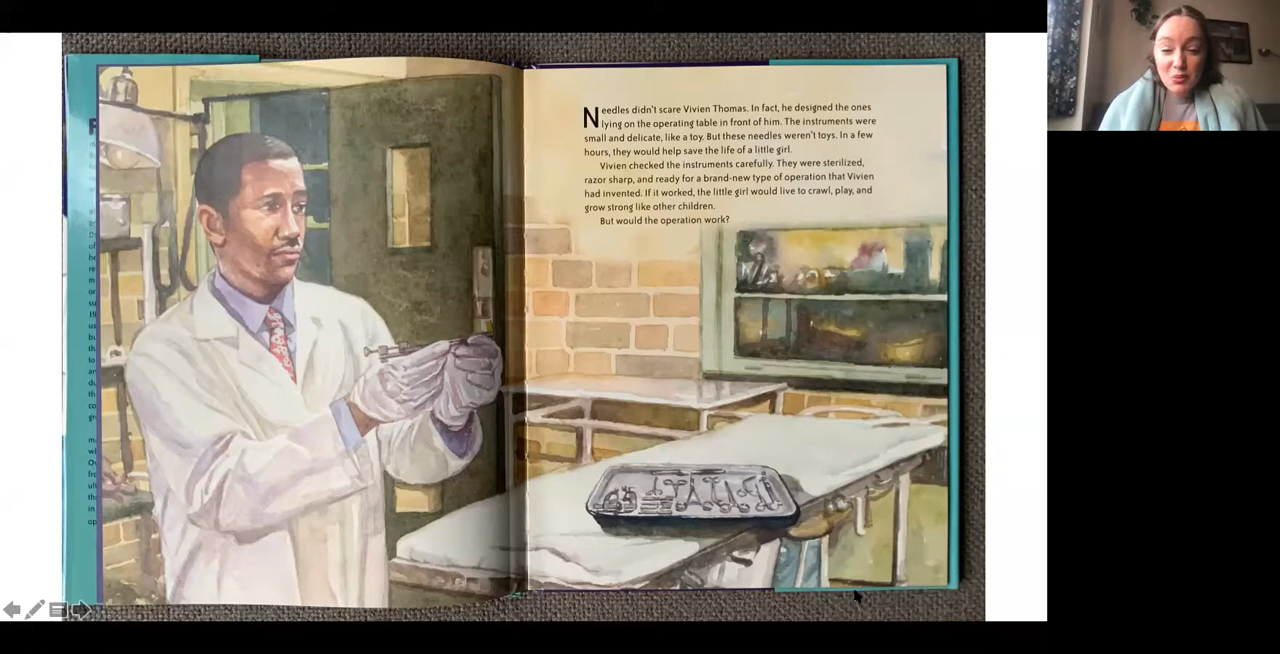 Needles didn't scare Vivien Thomas. In fact, he designed the ones
lying on the operating table in front of him. The instruments were
small and delicate, like a toy. But these needles weren't toys. In a few
hours, they would help save the life of a little girl.
Vivien checked the instruments carefully. They were sterilized,
razor sharp, and ready for a brand-new type of operation that Vivien
had invented. If it worked, the little girl would live to crawl, play, and
grow strong like other children.
But would the operation work?